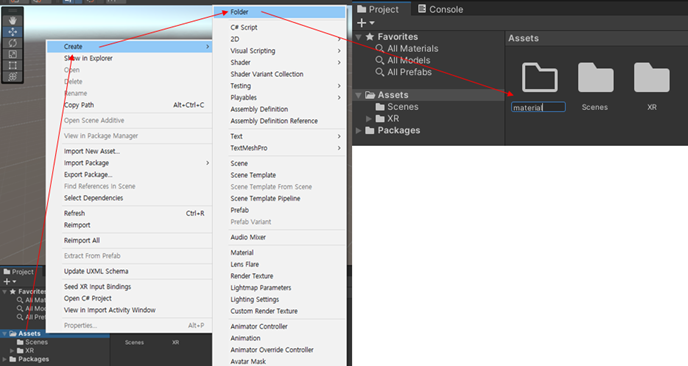 Create
Show in Explorer
Open
Delete
Rename
Copy Path Alt+Ctrl+C
Open Scene Additive
View in Package Manager
Import New Asset...
Import Package
Export Package...
Find References In Scene
Select Dependencies
Refresh Ctrl+R
Reimport
Reimport All
Extract From Prefab
Update UXML Schema
Seed XR Input Bindings
Open C# Project
View in Import Activity Window
Properties... Alt+P
Folder
C# Script
2D
Visual Scripting
Shader
Shader Variant Collection
Testing
Playables
Assembly Definition
Assembly Definition Reference
Text
TextMeshPro
Scene
Scene Template
Scene Template From Scene
Scene Template Pipeline
Prefab
Prefab Variant
Audio Mixer
Material
Lens Flare
Render Texture
Lightmap Parameters
Lighting Settings
Custom Render Texture
Animator Controller
Animation
Animator Override Controller
Avatar Mask
Project
Favorites
All Mat
All Mo
All Pref
Assets
Scenes
XR
Packages
Scenes XR
Project Console
Favorites
All Materials
All Models
All Prefabs
Assets
Scenes
XR
Packages
Assets
material Scenes XR